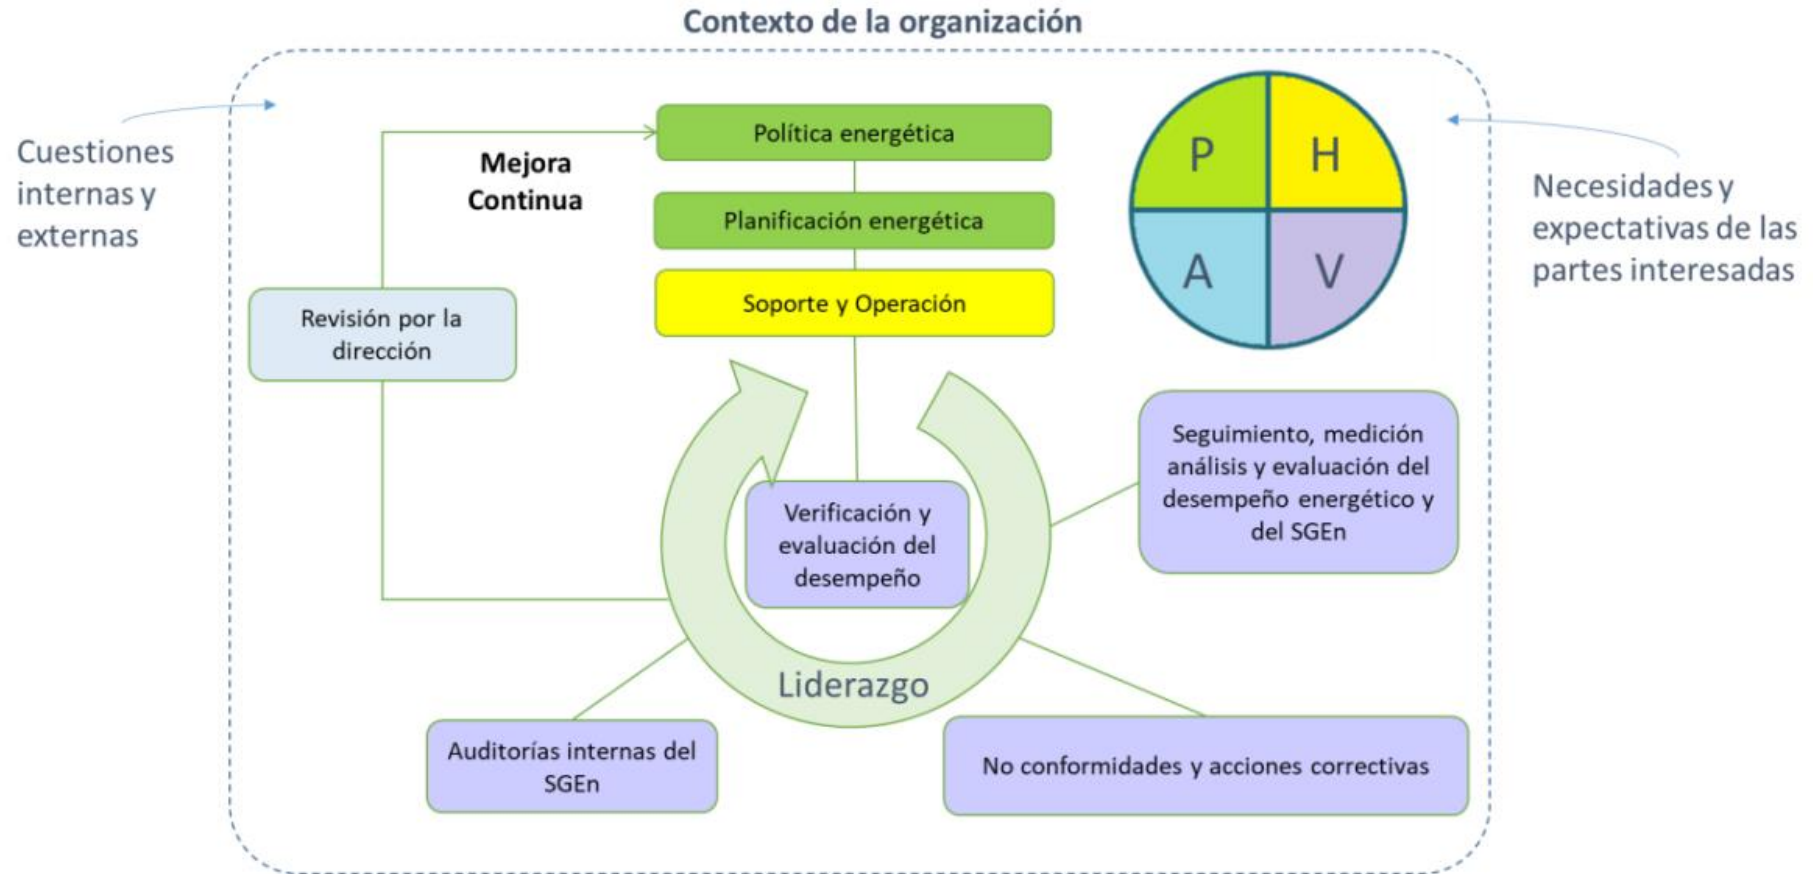 Contexto de la organización
Cuestiones
internas y
externas
Mejora
Continua
Política energética
Planificación energética
Soporte y Operación
P
H
A
V
Necesidades y
expectativas de las
partes interesadas
Revisión por la
dirección
Verificación y
evaluación del
desempeño
Seguimiento, medición
análisis y evaluación del
desempeño energético y
del SGEn
Liderazgo
Auditorías internas del
SGEn
No conformidades y acciones correctivas